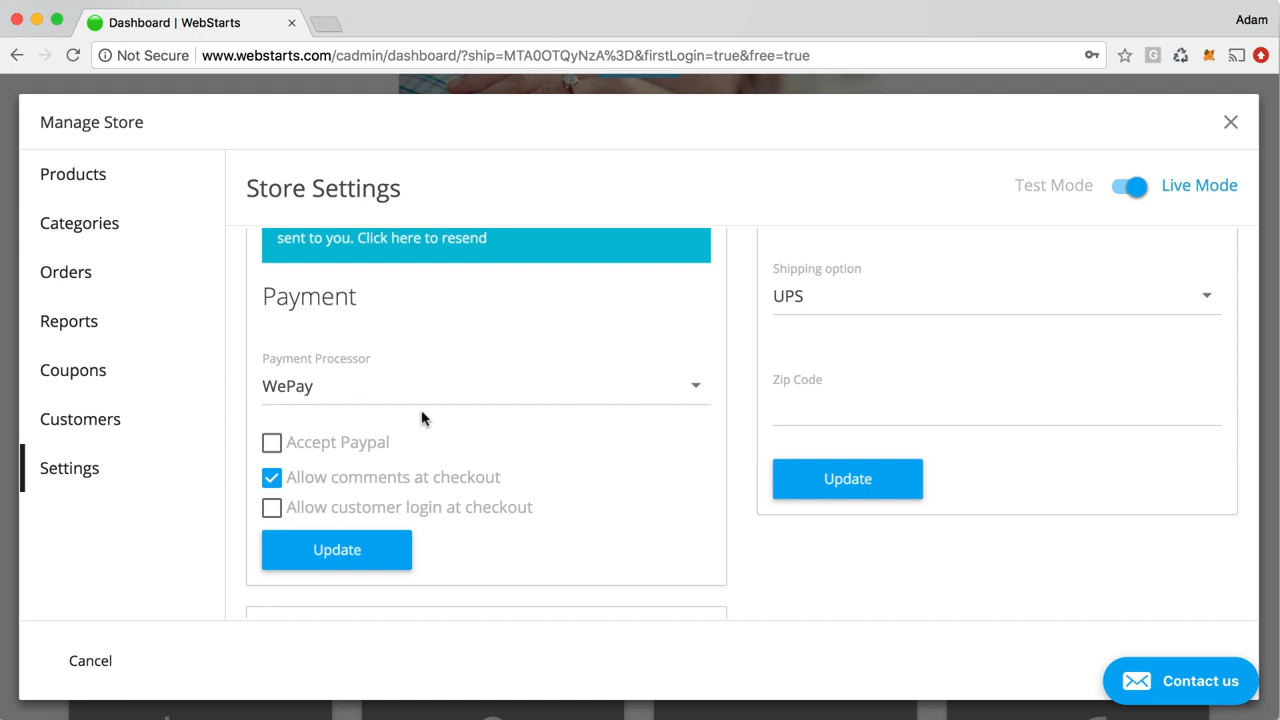 Dashboard | WebStarts
Adam
Not Secure www.webstarts.com/cadmin/dashboard/?ship=MTA0OTQyNzA%3D&firstLogin=true&free=true
Manage Store
Products
Categories
Orders
Reports
Coupons
Customers
Settings
Store Settings
Test Mode
Live Mode
sent to you. Click here to resend
Payment
Payment Processor
WePay
Accept Paypal
Allow comments at checkout
Allow customer login at checkout
Update
Shipping option
UPS
Zip Code
Update
Cancel
Contact us